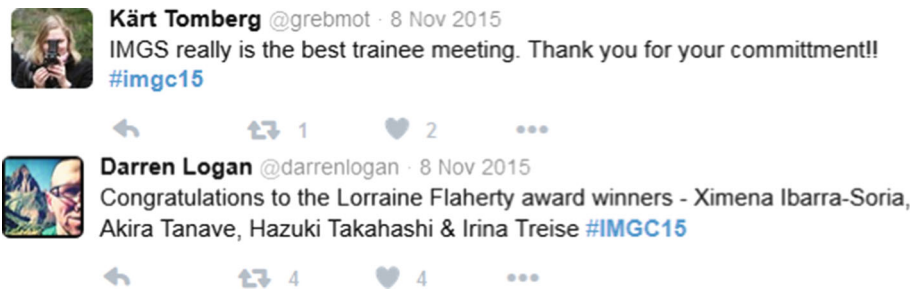 Kärt Tomberg @grebmot · 8 Nov 2015
IMGS really is the best trainee meeting. Thank you for your committment!!
#imgc15
1 2
Darren Logan @darrenlogan · 8 Nov 2015
Congratulations to the Lorraine Flaherty award winners - Ximena Ibarra-Soria,
Akira Tanave, Hazuki Takahashi & Irina Treise #IMGC15
4 4